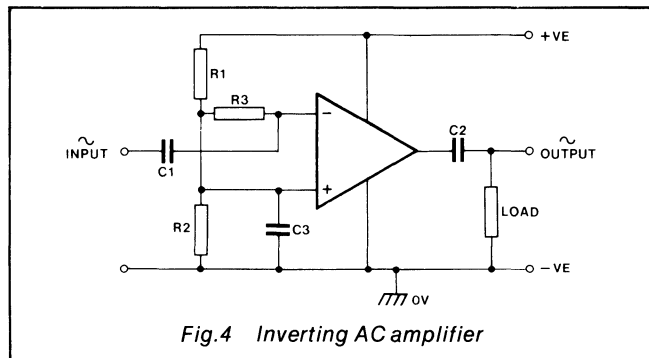 +VE
R1
R3
−
C2
~
INPUT
C1
~
OUTPUT
+
R2
C3
LOAD
−VE
0V
Fig.4 Inverting AC amplifier